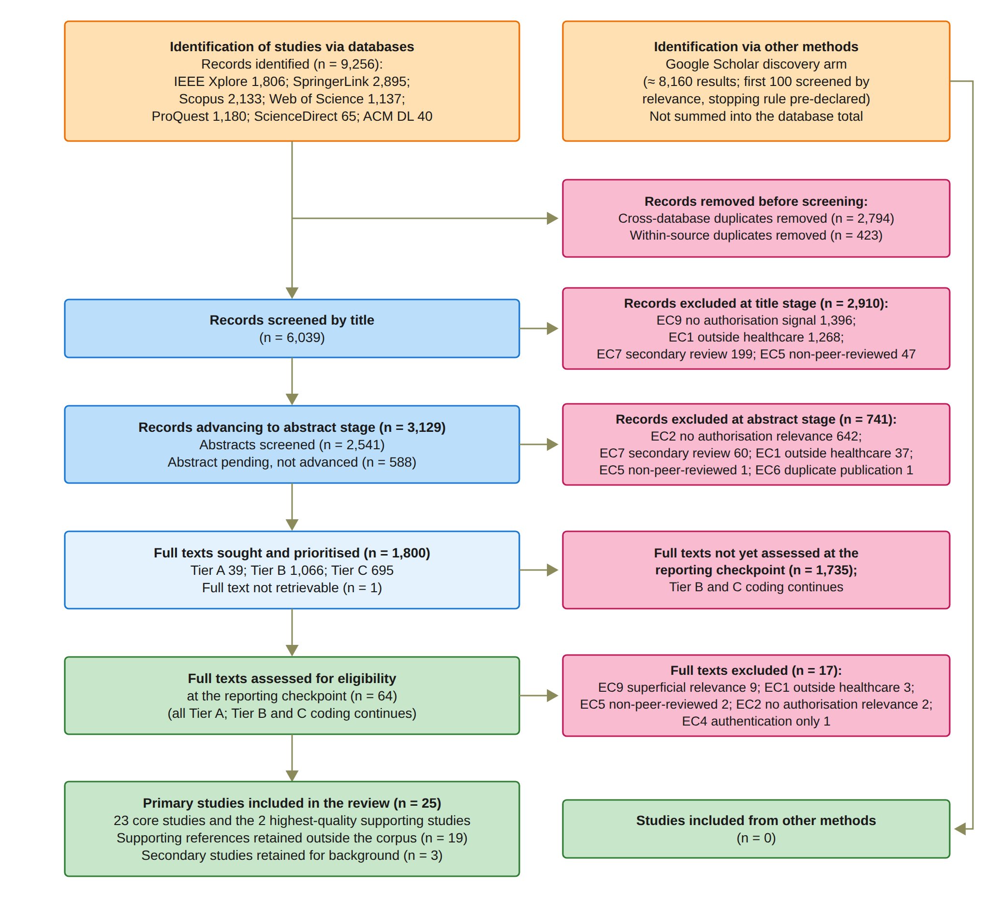 Identification of studies via databases
Records identified (n = 9,256):
IEEE Xplore 1,806; SpringerLink 2,895;
Scopus 2,133; Web of Science 1,137;
ProQuest 1,180; ScienceDirect 65; ACM DL 40
Identification via other methods
Google Scholar discovery arm
(≈ 8,160 results; first 100 screened by
relevance, stopping rule pre-declared)
Not summed into the database total
Records removed before screening:
Cross-database duplicates removed (n = 2,794)
Within-source duplicates removed (n = 423)
Records screened by title
(n = 6,039)
Records excluded at title stage (n = 2,910):
EC9 no authorisation signal 1,396;
EC1 outside healthcare 1,268;
EC7 secondary review 199; EC5 non-peer-reviewed 47
Records advancing to abstract stage (n = 3,129)
Abstracts screened (n = 2,541)
Abstract pending, not advanced (n = 588)
Records excluded at abstract stage (n = 741):
EC2 no authorisation relevance 642;
EC7 secondary review 60; EC1 outside healthcare 37;
EC5 non-peer-reviewed 1; EC6 duplicate publication 1
Full texts sought and prioritised (n = 1,800)
Tier A 39; Tier B 1,066; Tier C 695
Full text not retrievable (n = 1)
Full texts not yet assessed at the
reporting checkpoint (n = 1,735);
Tier B and C coding continues
Full texts assessed for eligibility
at the reporting checkpoint (n = 64)
(all Tier A; Tier B and C coding continues)
Full texts excluded (n = 17):
EC9 superficial relevance 9; EC1 outside healthcare 3;
EC5 non-peer-reviewed 2; EC2 no authorisation relevance 2;
EC4 authentication only 1
Primary studies included in the review (n = 25)
23 core studies and the 2 highest-quality supporting studies
Supporting references retained outside the corpus (n = 19)
Secondary studies retained for background (n = 3)
Studies included from other methods
(n = 0)